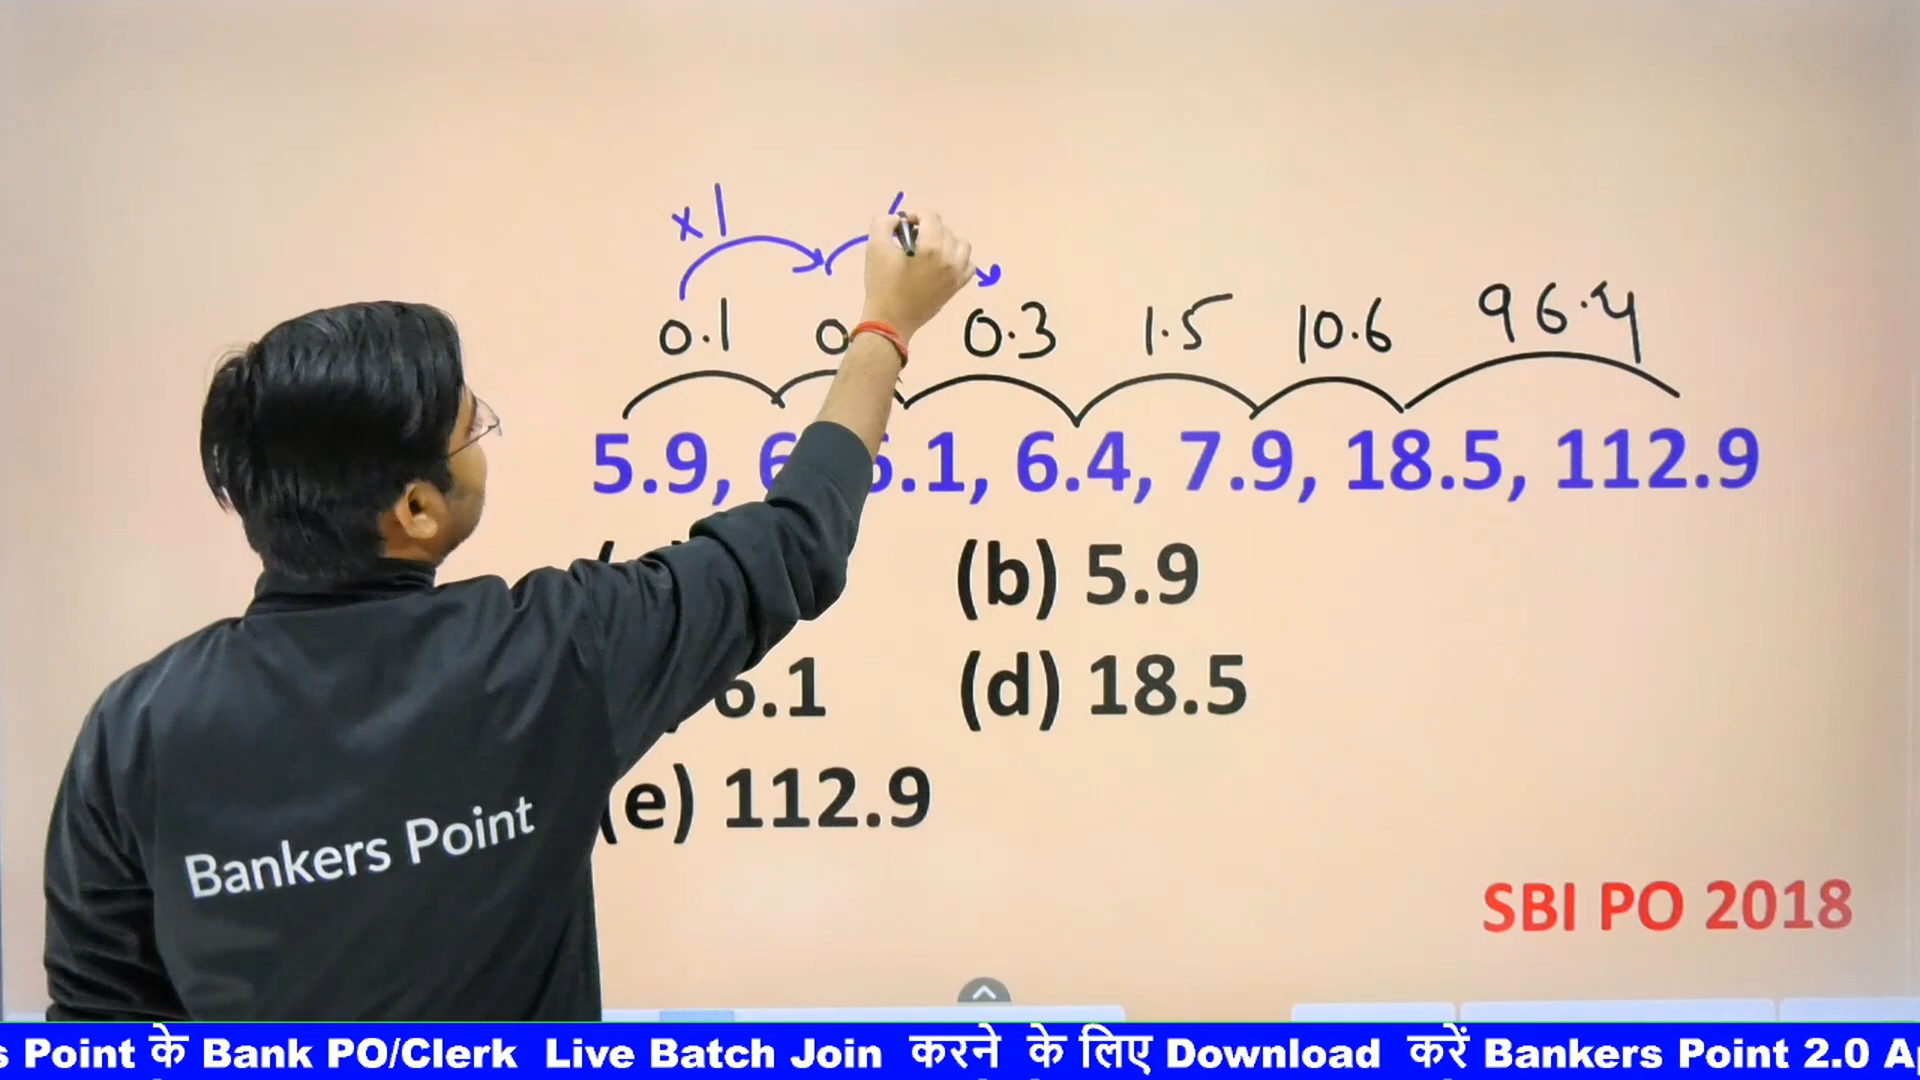 ×1
0.1 0. 0.3 1.5 10.6 96.4
5.9, 6 6.1, 6.4, 7.9, 18.5, 112.9
(b) 5.9
6.1 (d) 18.5
(e) 112.9
Bankers Point
SBI PO 2018
s Point के Bank PO/Clerk Live Batch Join करने के लिए Download करें Bankers Point 2.0 A